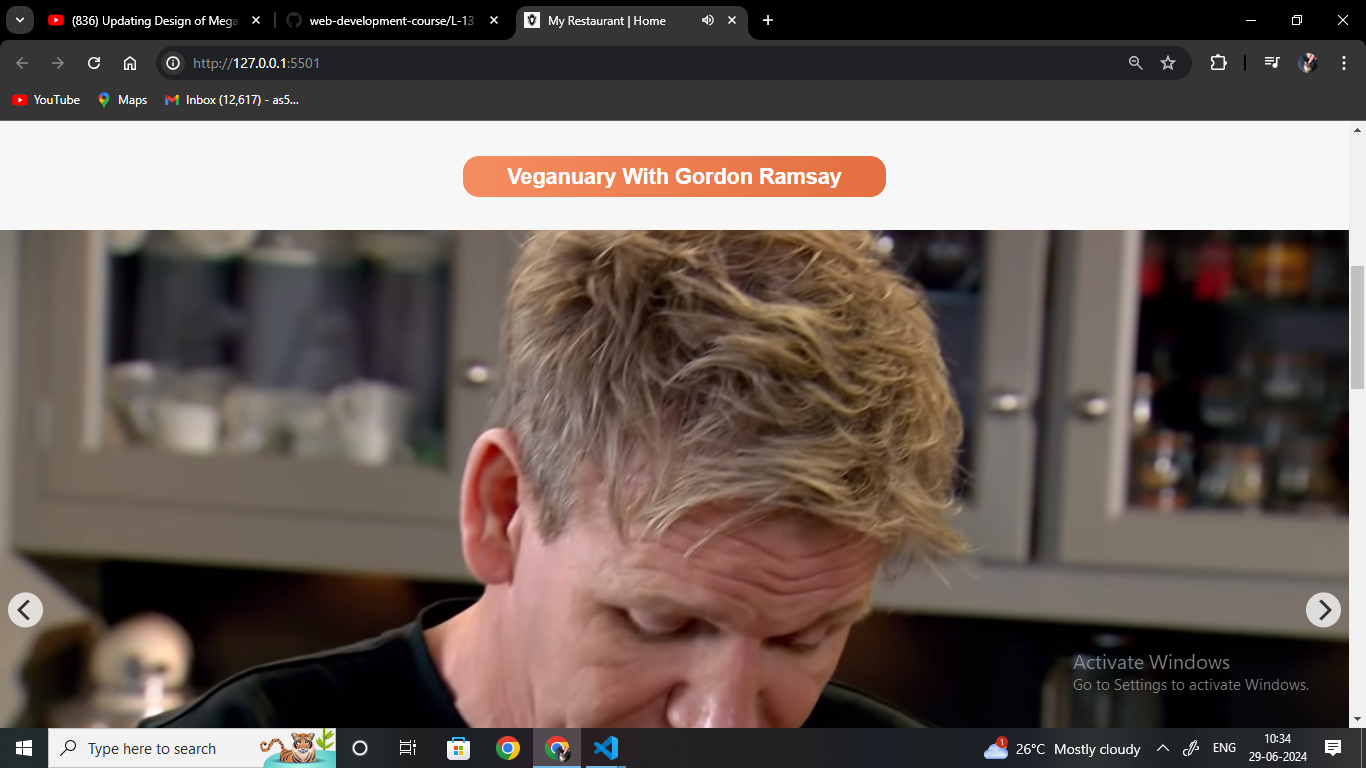 (836) Updating Design of Mega
web-development-course/L-13
My Restaurant | Home
http://127.0.0.1:5501
YouTube
Maps
Inbox (12,617) - as5...
Veganuary With Gordon Ramsay
Activate Windows
Go to Settings to activate Windows.
Type here to search
1
26°C Mostly cloudy
ENG
10:34
29-06-2024